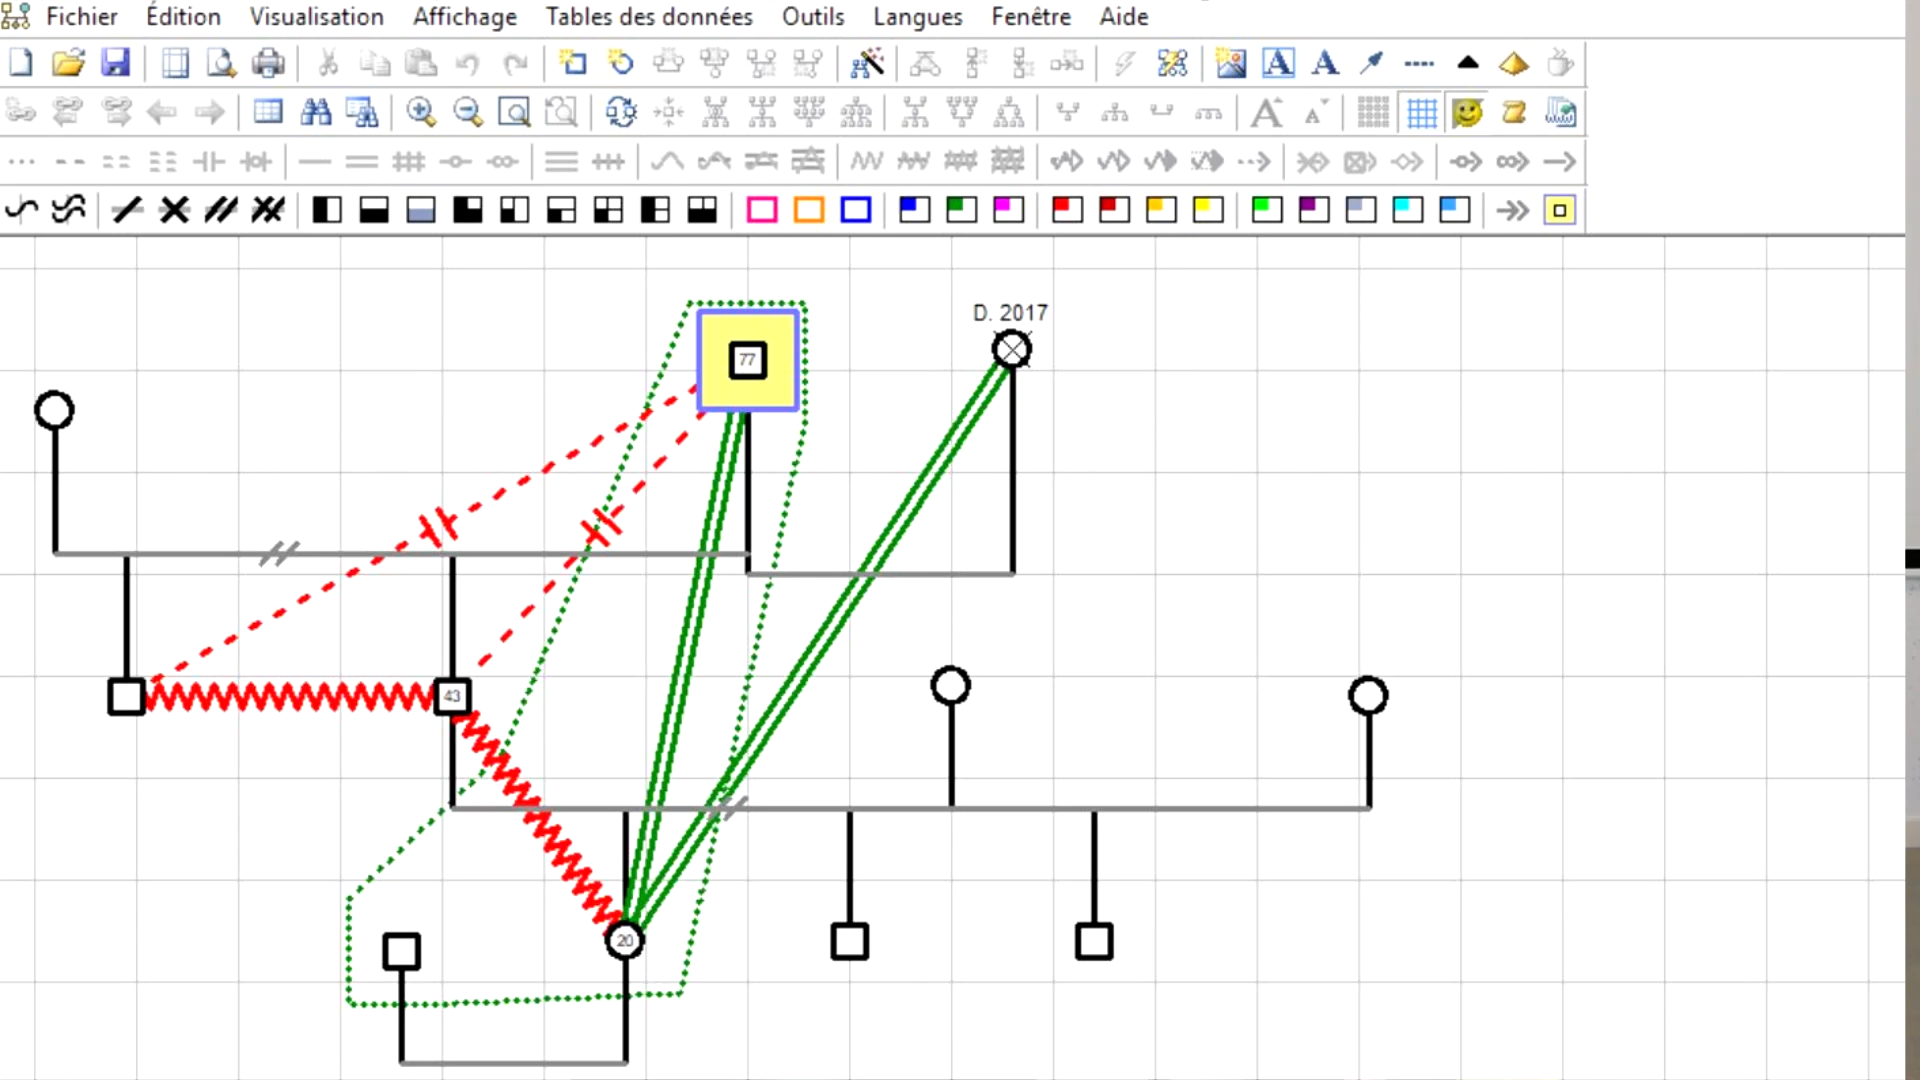 Fichier Édition Visualisation Affichage Tables des données Outils Langues Fenêtre Aide
D. 2017
77
43
20